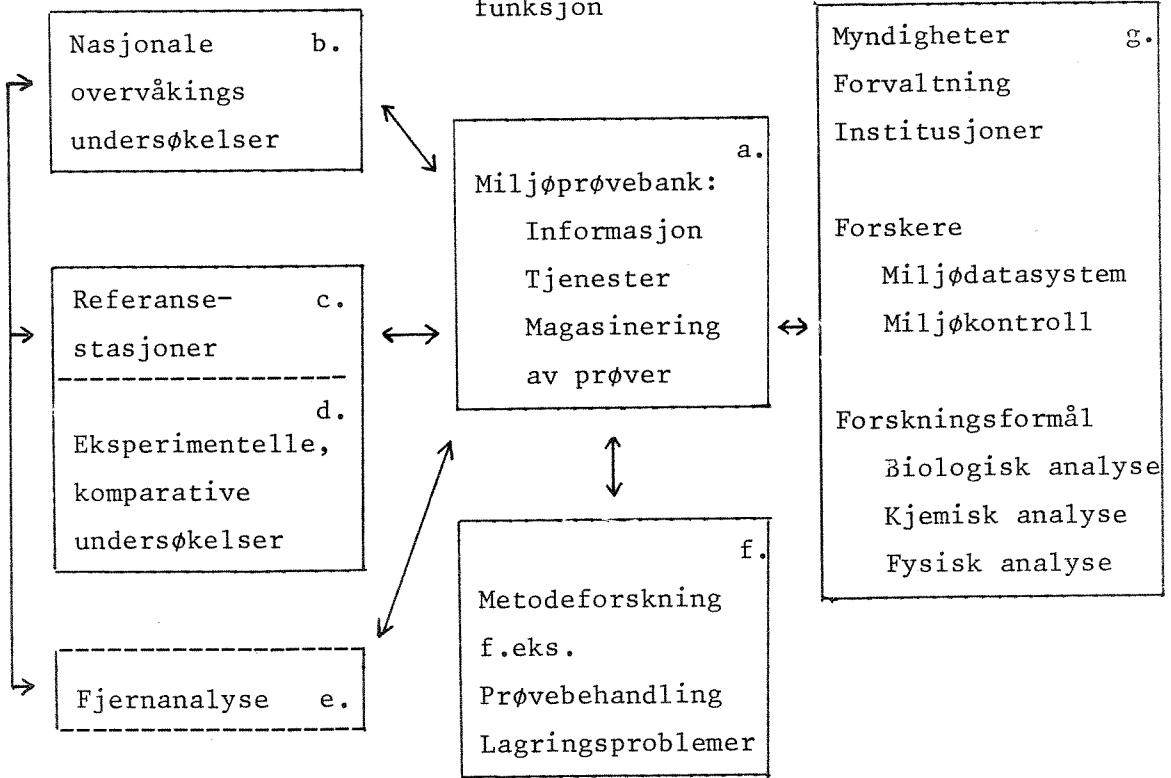 funksjon
Nasjonale b.
overvåkings
undersøkelser
Referanse-
stasjoner c.
d.
Eksperimentelle,
komparative
undersøkelser
Fjernanalyse e.
a.
Miljøprøvebank:
Informasjon
Tjenester
Magasinering
av prøver
f.
Metodeforskning
f.eks.
Prøvebehandling
Lagringsproblemer
Myndigheter g.
Forvaltning
Institusjoner
Forskere
Miljødatasystem
Miljøkontroll
Forskningsformål
Biologisk analyse
Kjemisk analyse
Fysisk analyse